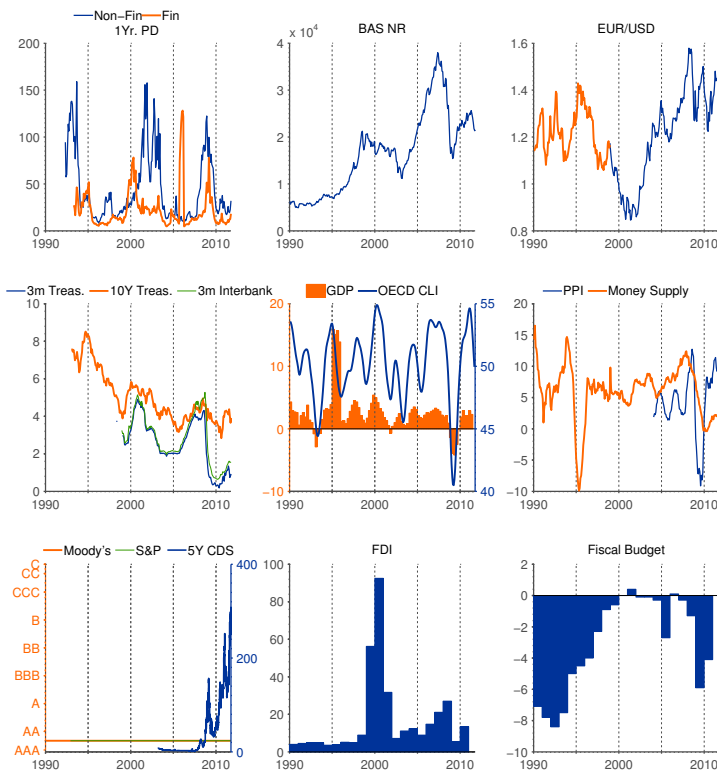 Non-Fin Fin
1Yr. PD
200
150
100
50
0
1990 2000 2010
BAS NR
x 10⁴
4
3
2
1
0
1990 2000 2010
EUR/USD
1.6
1.4
1.2
1
0.8
1990 2000 2010
3m Treas. 10Y Treas. 3m Interbank
10
8
6
4
2
0
1990 2000 2010
GDP OECD CLI
20 55
10 50
0 45
−10 40
1990 2000 2010
PPI Money Supply
20
15
10
5
0
−5
−10
1990 2000 2010
Moody's S&P 5Y CDS
C 400
CC
CCC
B
BB 200
BBB
A
AA
AAA 0
1990 2000 2010
FDI
100
80
60
40
20
0
1990 2000 2010
Fiscal Budget
2
0
−2
−4
−6
−8
−10
1990 2000 2010